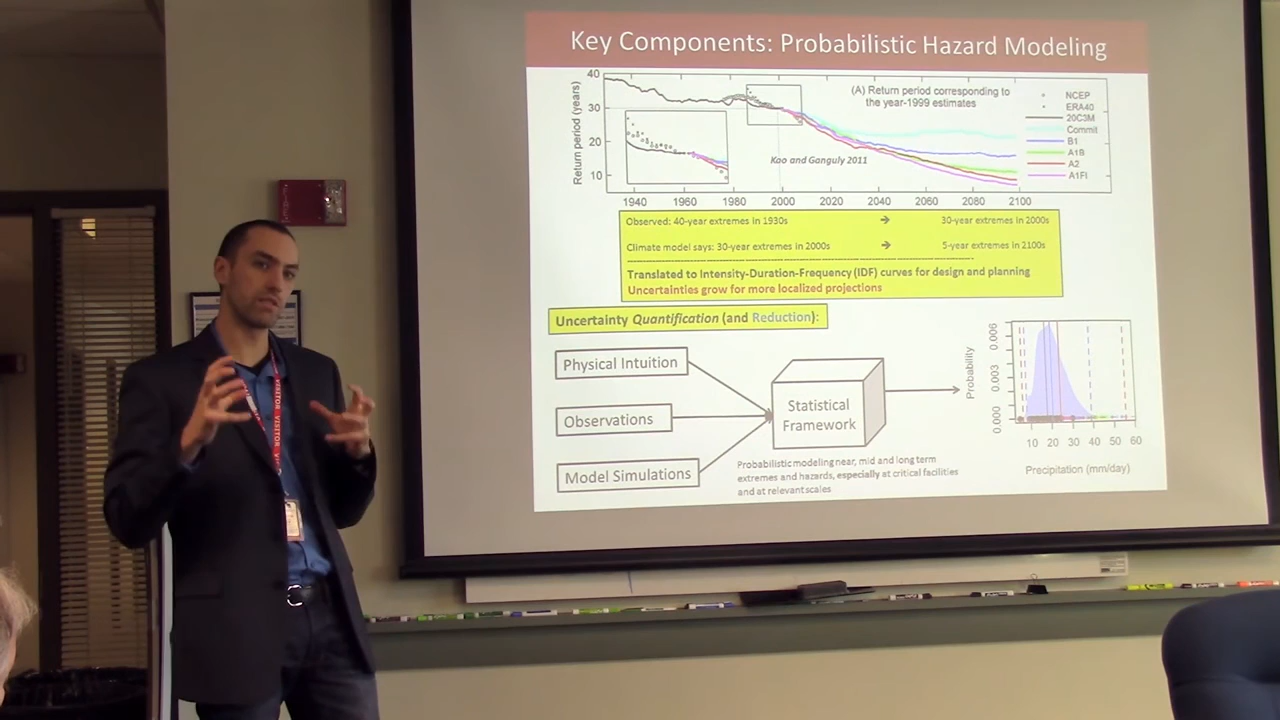 Key Components: Probabilistic Hazard Modeling
40
30
20
10
Return period (years)
(A) Return period corresponding to
the year-1999 estimates
NCEP
ERA40
20C3M
Commit
B1
A1B
A2
A1FI
Kao and Ganguly 2011
1940 1960 1980 2000 2020 2040 2060 2080 2100
Observed: 40-year extremes in 1930s → 30-year extremes in 2000s
Climate model says: 30-year extremes in 2000s → 5-year extremes in 2100s
Translated to Intensity-Duration-Frequency (IDF) curves for design and planning
Uncertainties grow for more localized projections
Uncertainty Quantification (and Reduction):
Physical Intuition
Observations
Model Simulations
Statistical
Framework
Probabilistic modeling near, mid and long term
extremes and hazards, especially at critical facilities
and at relevant scales
Probability
0.006
0.003
0.000
10 20 30 40 50 60
Precipitation (mm/day)
VISITOR VISITOR